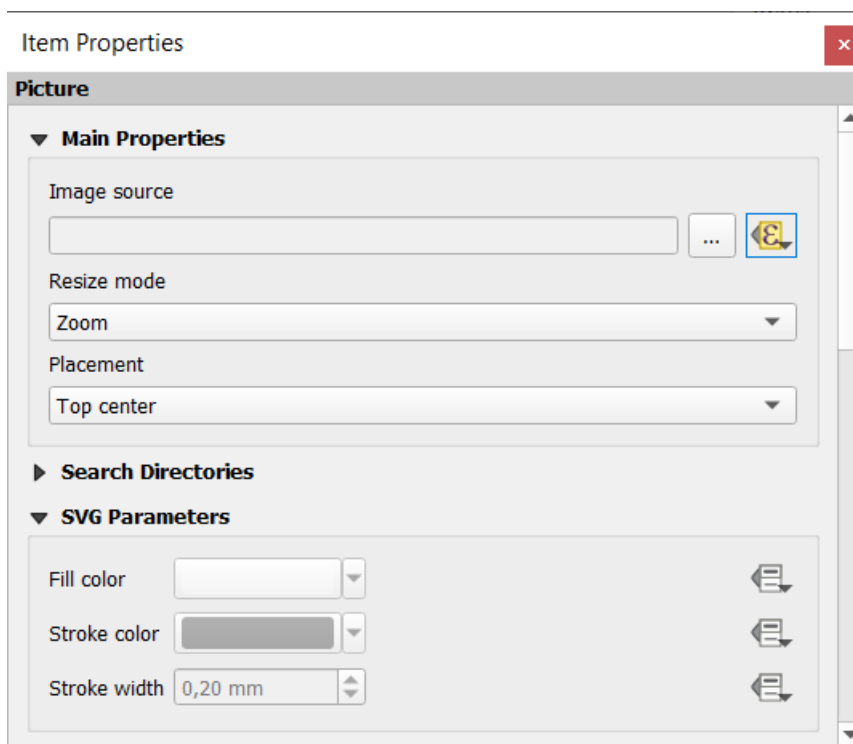 Item Properties
Picture
Main Properties
Image source
...
ε
Resize mode
Zoom
Placement
Top center
Search Directories
SVG Parameters
Fill color
Stroke color
Stroke width 0,20 mm